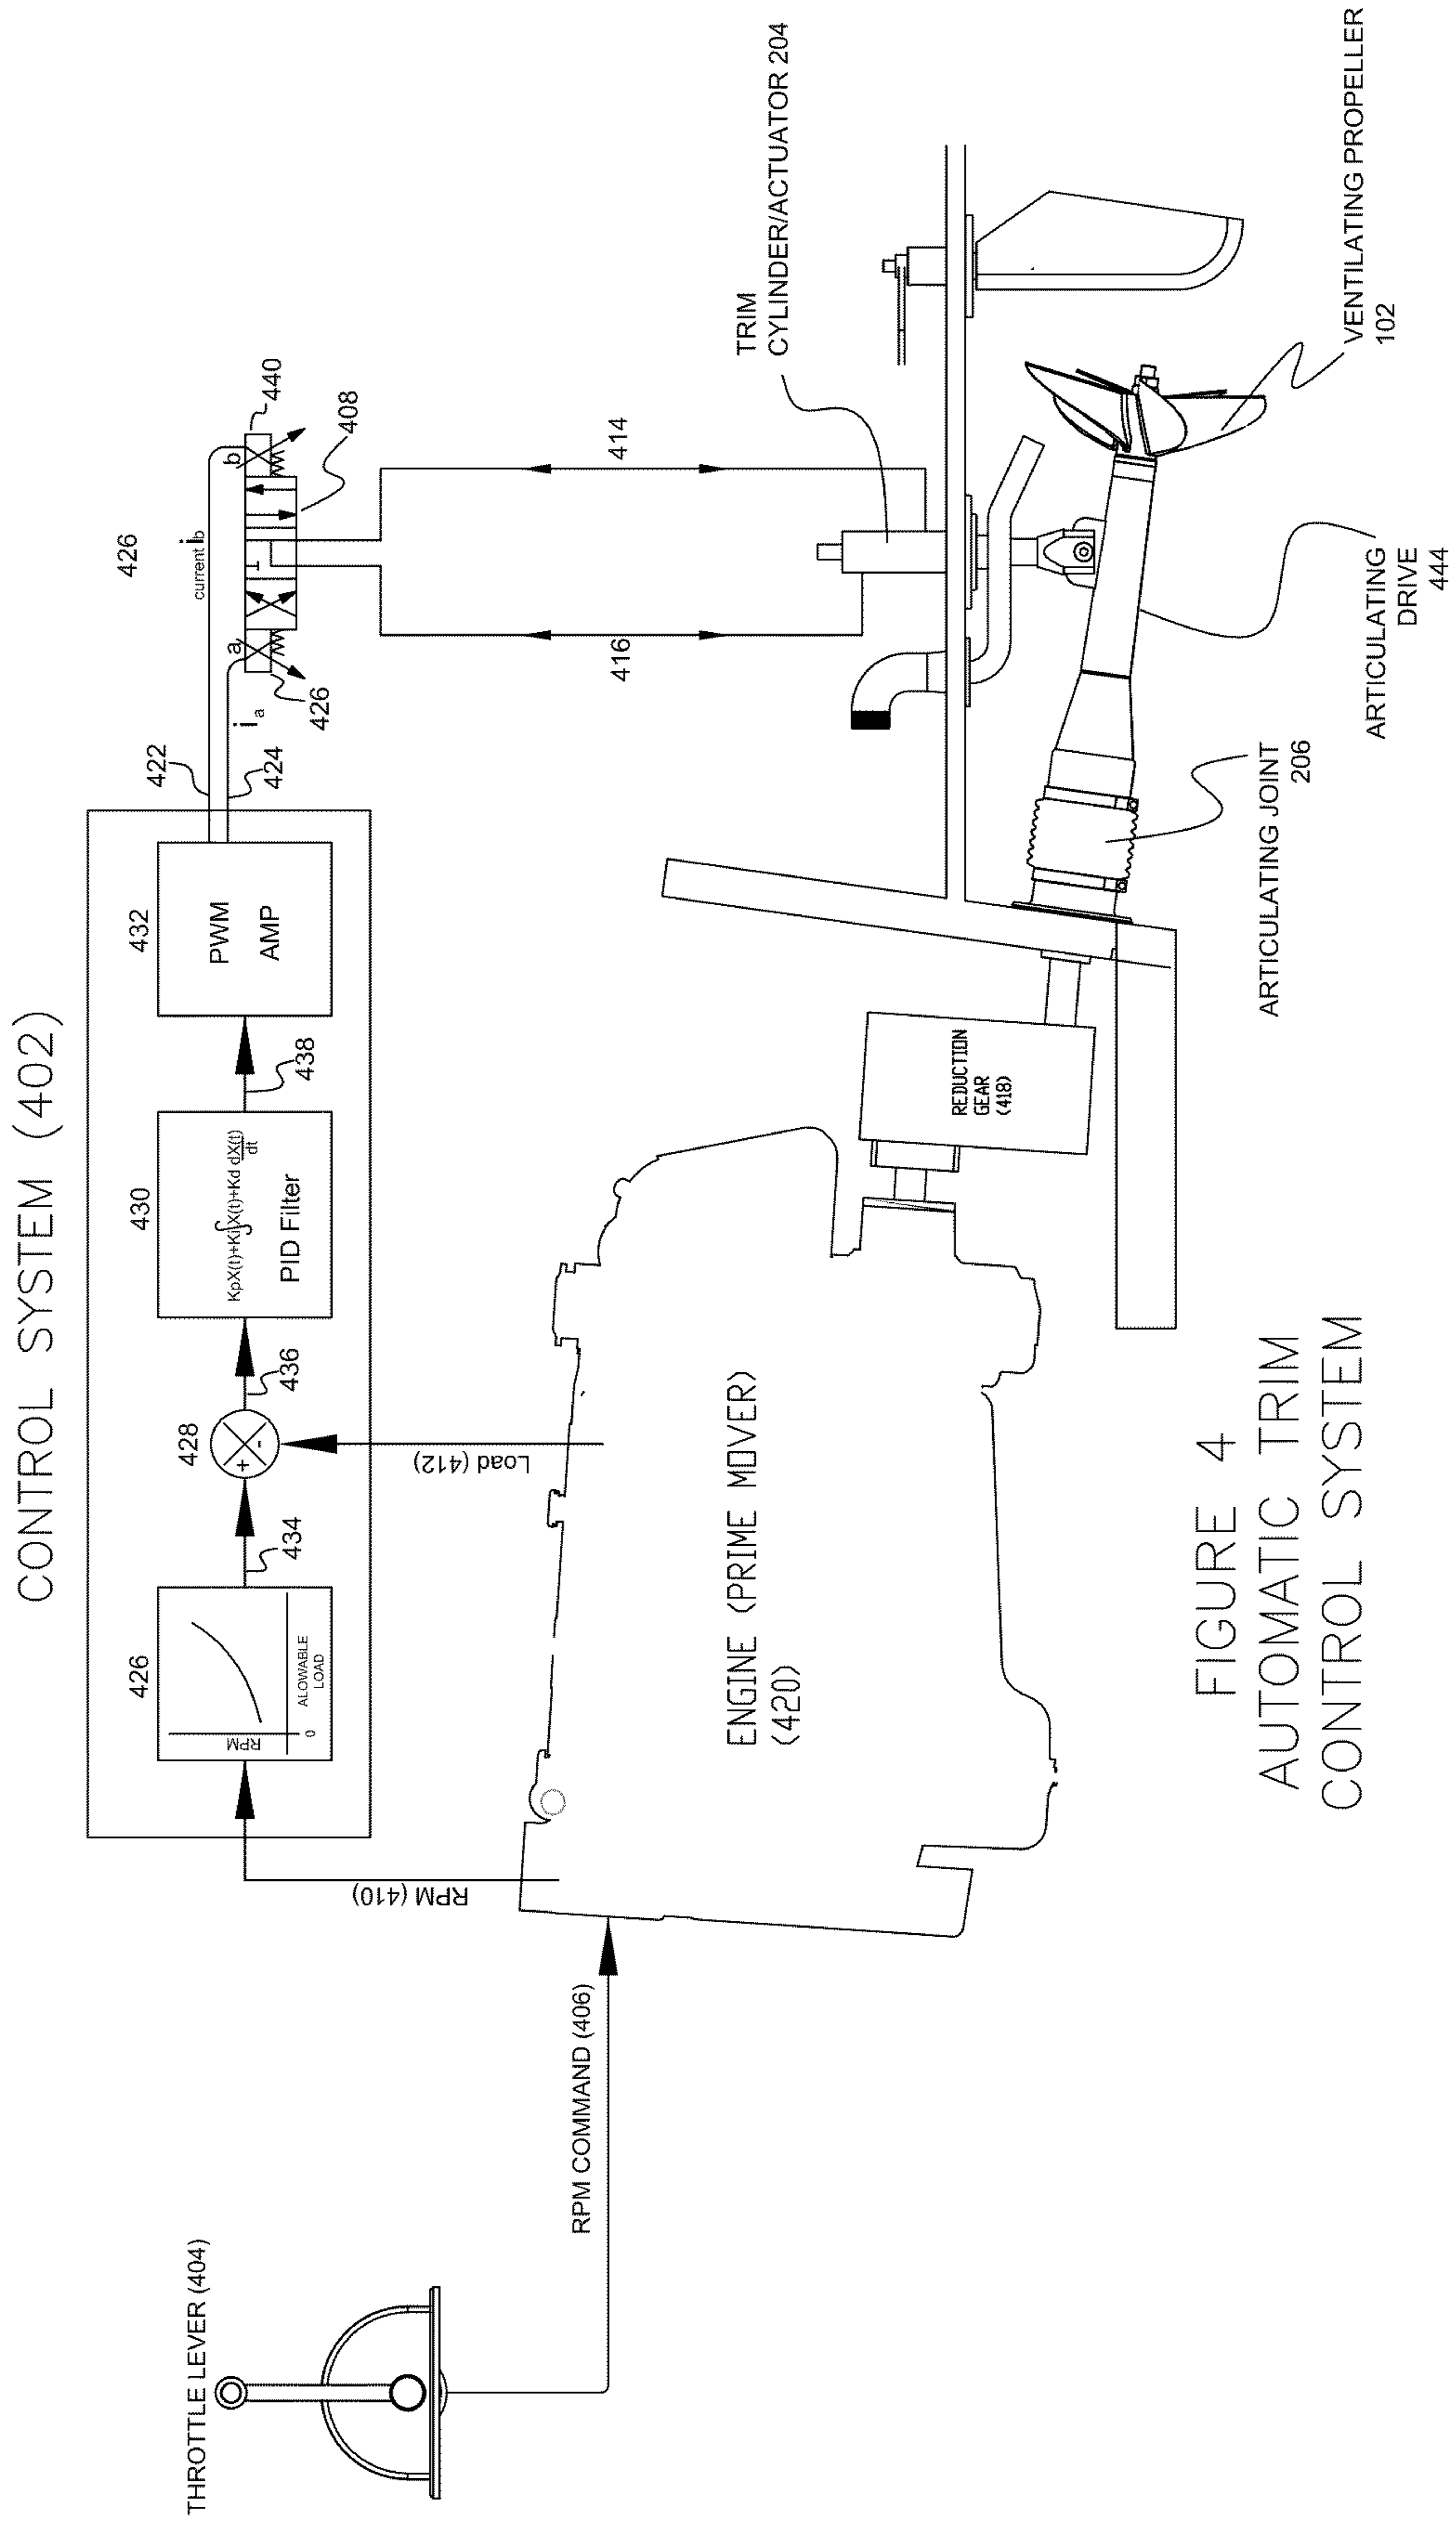 CONTROL SYSTEM (402)
THROTTLE LEVER (404)
RPM COMMAND (406)
RPM (410)
426
RPM
0
ALOWABLE
LOAD
434
428
+
-
Load (412)
436
430
KpX(t)+Ki∫X(t)+Kd dX(t)
dt
PID Filter
438
432
PWM
AMP
422
424
ia
426
current ib
426
a
b
440
408
416
414
ENGINE (PRIME MOVER)
(420)
REDUCTION
GEAR
(418)
TRIM
CYLINDER/ACTUATOR 204
ARTICULATING JOINT
206
ARTICULATING
DRIVE
444
VENTILATING PROPELLER
102
FIGURE 4
AUTOMATIC TRIM
CONTROL SYSTEM